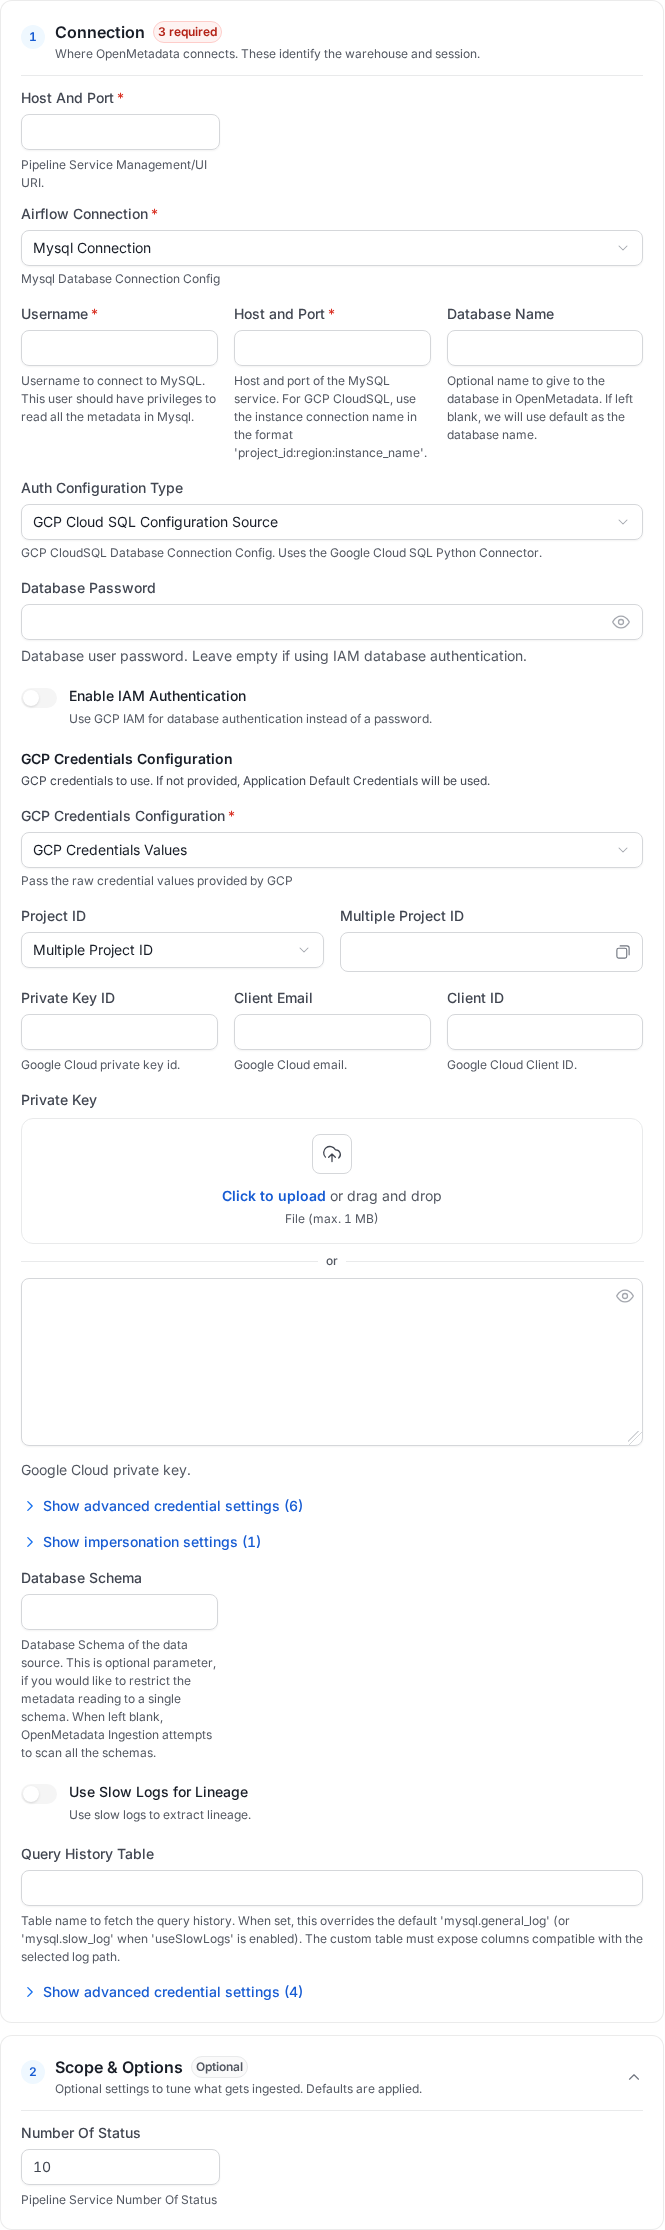 1
Connection 3 required
Where OpenMetadata connects. These identify the warehouse and session.
Host And Port *
Pipeline Service Management/UI
URI.
Airflow Connection *
Mysql Connection
Mysql Database Connection Config
Username *
Username to connect to MySQL.
This user should have privileges to
read all the metadata in Mysql.
Host and Port *
Host and port of the MySQL
service. For GCP CloudSQL, use
the instance connection name in
the format
'project_id:region:instance_name'.
Database Name
Optional name to give to the
database in OpenMetadata. If left
blank, we will use default as the
database name.
Auth Configuration Type
GCP Cloud SQL Configuration Source
GCP CloudSQL Database Connection Config. Uses the Google Cloud SQL Python Connector.
Database Password
Database user password. Leave empty if using IAM database authentication.
Enable IAM Authentication
Use GCP IAM for database authentication instead of a password.
GCP Credentials Configuration
GCP credentials to use. If not provided, Application Default Credentials will be used.
GCP Credentials Configuration *
GCP Credentials Values
Pass the raw credential values provided by GCP
Project ID
Multiple Project ID
Multiple Project ID
Private Key ID
Google Cloud private key id.
Client Email
Google Cloud email.
Client ID
Google Cloud Client ID.
Private Key
Click to upload or drag and drop
File (max. 1 MB)
or
Google Cloud private key.
Show advanced credential settings (6)
Show impersonation settings (1)
Database Schema
Database Schema of the data
source. This is optional parameter,
if you would like to restrict the
metadata reading to a single
schema. When left blank,
OpenMetadata Ingestion attempts
to scan all the schemas.
Use Slow Logs for Lineage
Use slow logs to extract lineage.
Query History Table
Table name to fetch the query history. When set, this overrides the default 'mysql.general_log' (or
'mysql.slow_log' when 'useSlowLogs' is enabled). The custom table must expose columns compatible with the
selected log path.
Show advanced credential settings (4)
2
Scope & Options Optional
Optional settings to tune what gets ingested. Defaults are applied.
Number Of Status
10
Pipeline Service Number Of Status